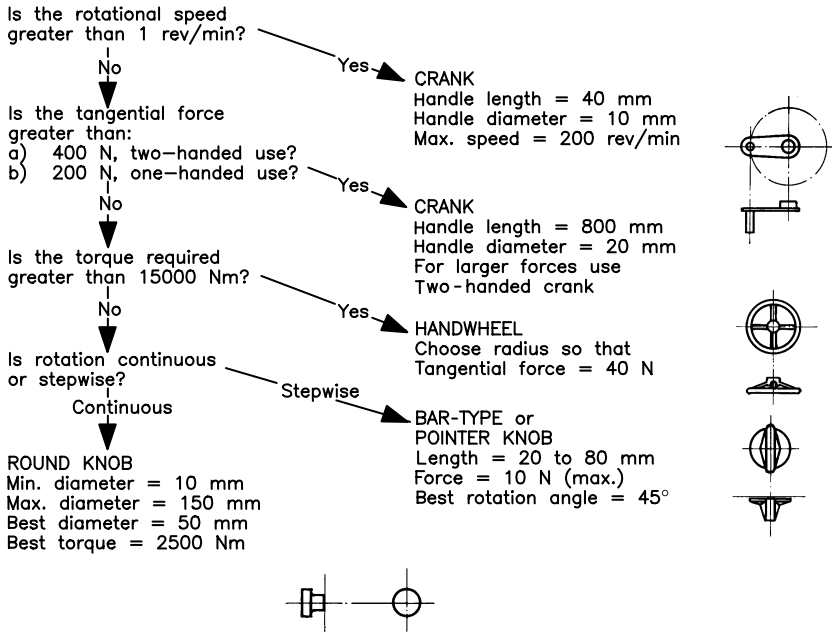 Is the rotational speed
greater than 1 rev/min?
No
Yes
CRANK
Handle length = 40 mm
Handle diameter = 10 mm
Max. speed = 200 rev/min
Is the tangential force
greater than:
a) 400 N, two-handed use?
b) 200 N, one-handed use?
No
Yes
CRANK
Handle length = 800 mm
Handle diameter = 20 mm
For larger forces use
Two-handed crank
Is the torque required
greater than 15000 Nm?
No
Yes
HANDWHEEL
Choose radius so that
Tangential force = 40 N
Is rotation continuous
or stepwise?
Continuous
Stepwise
BAR-TYPE or
POINTER KNOB
Length = 20 to 80 mm
Force = 10 N (max.)
Best rotation angle = 45°
ROUND KNOB
Min. diameter = 10 mm
Max. diameter = 150 mm
Best diameter = 50 mm
Best torque = 2500 Nm